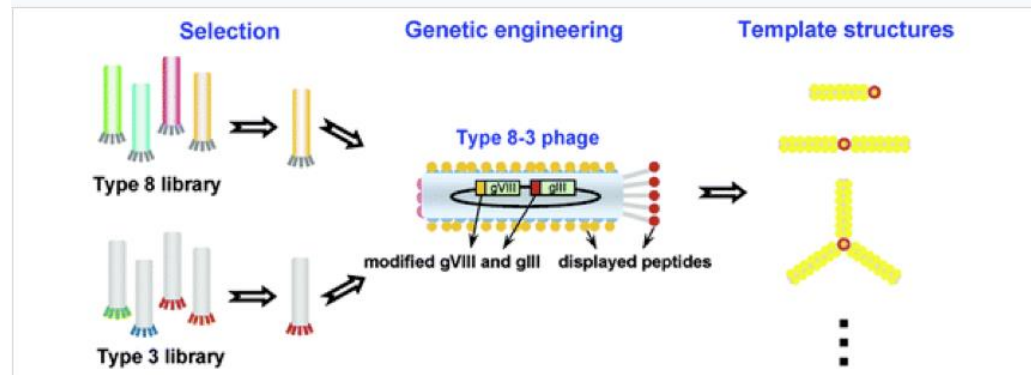 Selection
Genetic engineering
Template structures
Type 8 library
Type 3 library
Type 8-3 phage
gVIII
gIII
modified gVIII and gIII
displayed peptides